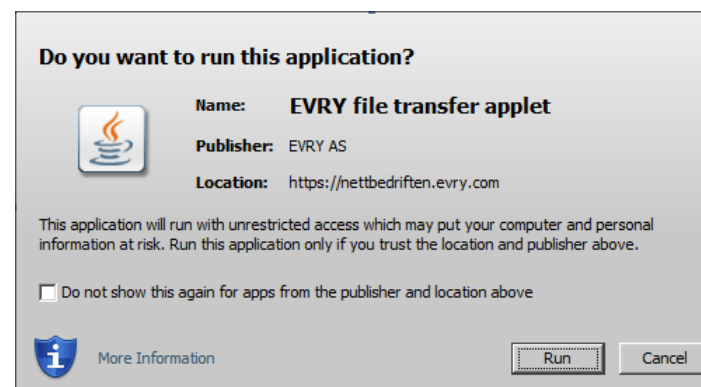 Do you want to run this application?
Name: EVRY file transfer applet
Publisher: EVRY AS
Location: https://nettbedriften.evry.com
This application will run with unrestricted access which may put your computer and personal
information at risk. Run this application only if you trust the location and publisher above.
Do not show this again for apps from the publisher and location above
More Information
Run
Cancel